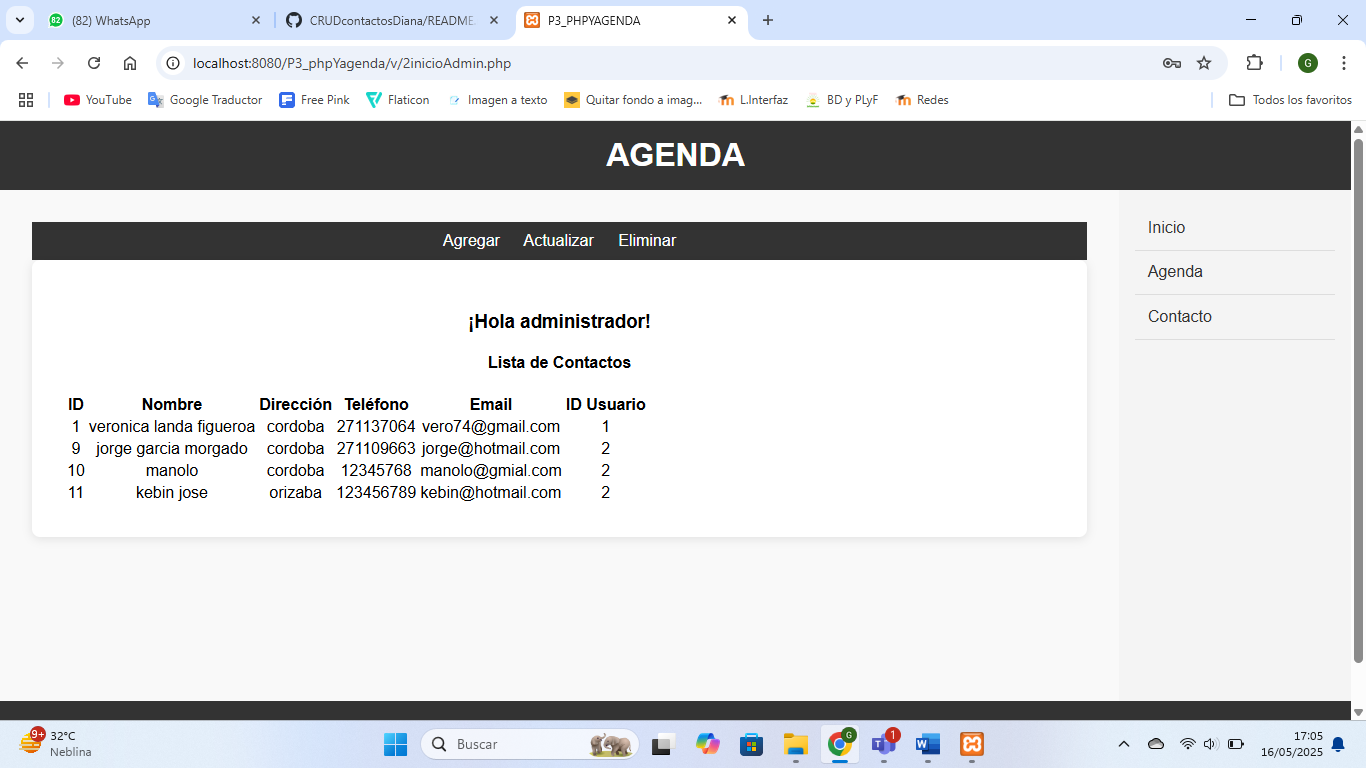 82 (82) WhatsApp
CRUDcontactosDiana/README.
P3_PHPYAGENDA
localhost:8080/P3_phpYagenda/v/2inicioAdmin.php
G
YouTube
Google Traductor
Free Pink
Flaticon
Imagen a texto
Quitar fondo a imag...
L.Interfaz
BD y PLyF
Redes
Todos los favoritos
AGENDA
Agregar Actualizar Eliminar
Inicio
Agenda
Contacto
¡Hola administrador!
Lista de Contactos
ID Nombre Dirección Teléfono Email ID Usuario
1 veronica landa figueroa cordoba 271137064 vero74@gmail.com 1
9 jorge garcia morgado cordoba 271109663 jorge@hotmail.com 2
10 manolo cordoba 12345768 manolo@gmial.com 2
11 kebin jose orizaba 123456789 kebin@hotmail.com 2
9+
32°C
Neblina
Buscar
G
1
17:05
16/05/2025